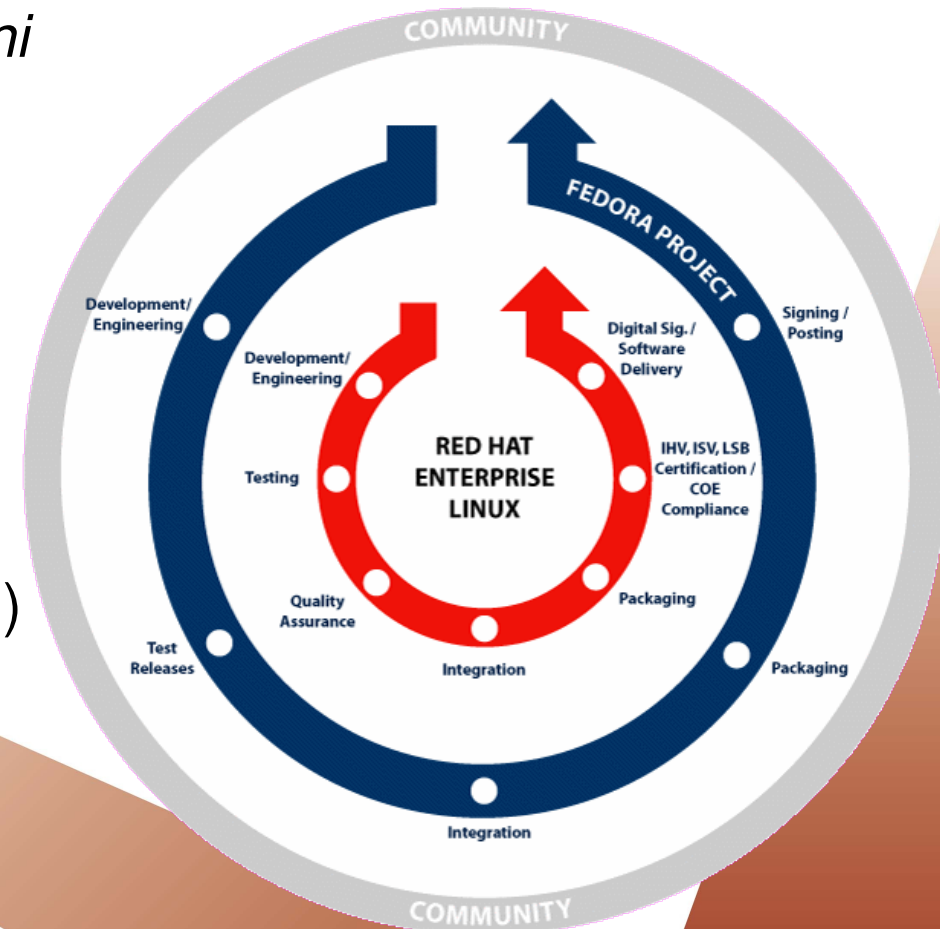 ni
COMMUNITY
FEDORA PROJECT
Development/
Engineering
Signing /
Posting
Development/
Engineering
Digital Sig./
Software
Delivery
RED HAT
ENTERPRISE
LINUX
Testing
IHV, ISV, LSB
Certification /
COE
Compliance
Quality
Assurance
Packaging
)
Test
Releases
Integration
Packaging
Integration
COMMUNITY